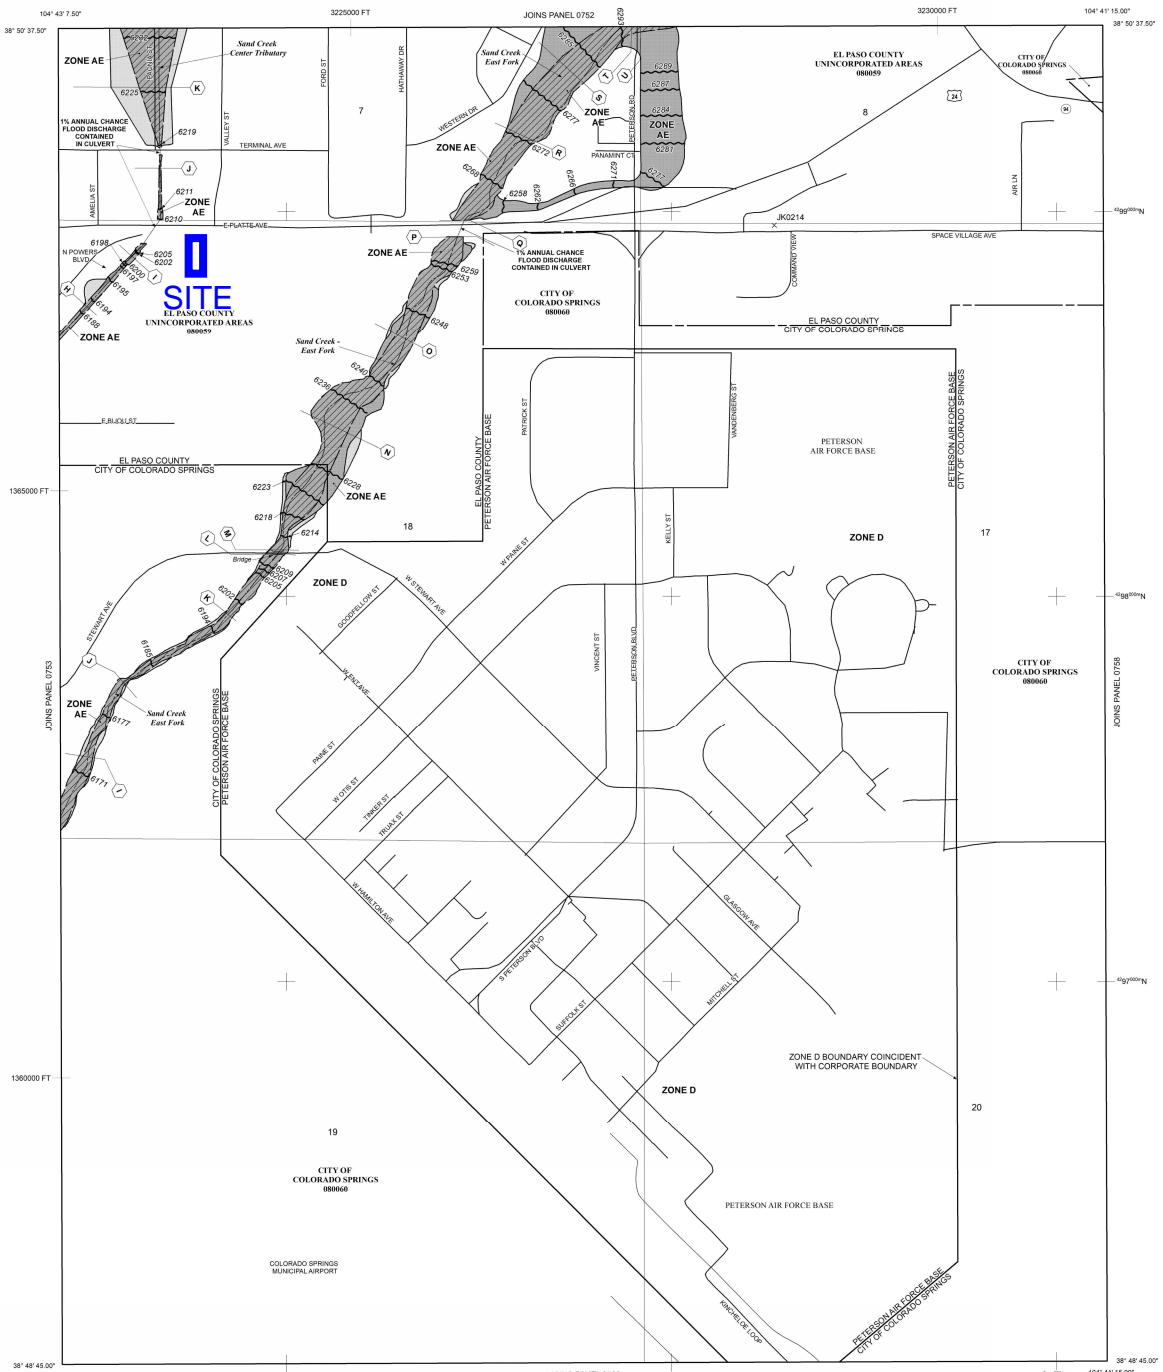 104° 43' 7.50"
3225000 FT
JOINS PANEL 0752
3230000 FT
104° 41' 15.00"
38° 50' 37.50"
38° 50' 37.50"
6293
6285
Sand Creek
Center Tributary
ZONE AE
6225
K
1% ANNUAL CHANCE
FLOOD DISCHARGE
CONTAINED
IN CULVERT
6219
VALLEY ST
TERMINAL AVE
FORD ST
HATHAWAY DR
7
J
AMELIA ST
6211
ZONE
AE
6210
E PLATTE AVE
Sand Creek
East Fork
WESTERN DR
T
U
S
6277
ZONE
AE
PETERSON RD
PANAMINT CT
ZONE AE
6272
R
6268
6258
6262
6266
6271
6277
6289
6287
6284
ZONE
AE
6281
EL PASO COUNTY
UNINCORPORATED AREAS
080059
8
24
CITY OF
COLORADO SPRINGS
080060
94
AIR LN
JK0214
4299000m N
SPACE VILLAGE AVE
COMMAND VIEW
6198
N POWERS
BLVD
6205
6202
6200
6197
6195
I
H
6194
6188
ZONE AE
SITE
EL PASO COUNTY
UNINCORPORATED AREAS
080059
P
Q
ZONE AE
1% ANNUAL CHANCE
FLOOD DISCHARGE
CONTAINED IN CULVERT
6259
6253
CITY OF
COLORADO SPRINGS
080060
6248
O
Sand Creek -
East Fork
6240
6236
N
E BIJOU ST
EL PASO COUNTY
CITY OF COLORADO SPRINGS
EL PASO COUNTY
CITY OF COLORADO SPRINGS
EL PASO COUNTY
PETERSON AIR FORCE BASE
PATRICK ST
VANDENBERG ST
PETERSON
AIR FORCE BASE
PETERSON AIR FORCE BASE
CITY OF COLORADO SPRINGS
1365000 FT
6223
6228
ZONE AE
6218
6214
18
M
L
Bridge
6209
6207
6205
6202
K
6194
ZONE D
GOODFELLOW ST
W STEWART AVE
W PAINE ST
KELLY ST
ZONE D
17
4298000m N
STEWART AVE
6185
J
JOINS PANEL 0753
ZONE
AE
6177
Sand Creek
East Fork
6171
I
CITY OF COLORADO SPRINGS
PETERSON AIR FORCE BASE
W ENT AVE
VINCENT ST
PETERSON BLVD
CITY OF
COLORADO SPRINGS
080060
JOINS PANEL 0758
PAINE ST
W OTIS ST
TINKER ST
TRUAX ST
W HAMILTON AVE
GLASGOW AVE
S PETERSON BLVD
MITCHELL ST
SUFFOLK ST
4297000m N
ZONE D BOUNDARY COINCIDENT
WITH CORPORATE BOUNDARY
1360000 FT
ZONE D
20
19
CITY OF
COLORADO SPRINGS
080060
PETERSON AIR FORCE BASE
COLORADO SPRINGS
MUNICIPAL AIRPORT
KINCHELOE LOOP
PETERSON AIR FORCE BASE
CITY OF COLORADO SPRINGS
38° 48' 45.00"
38° 48' 45.00"